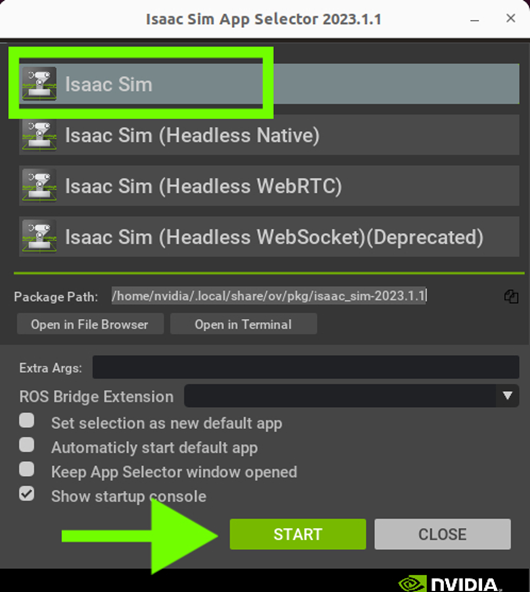 Isaac Sim App Selector 2023.1.1
Isaac Sim
Isaac Sim (Headless Native)
Isaac Sim (Headless WebRTC)
Isaac Sim (Headless WebSocket)(Deprecated)
Package Path: /home/nvidia/.local/share/ov/pkg/isaac_sim-2023.1.1
Open in File Browser Open in Terminal
Extra Args:
ROS Bridge Extension
Set selection as new default app
Automaticly start default app
Keep App Selector window opened
Show startup console
START CLOSE
NVIDIA.